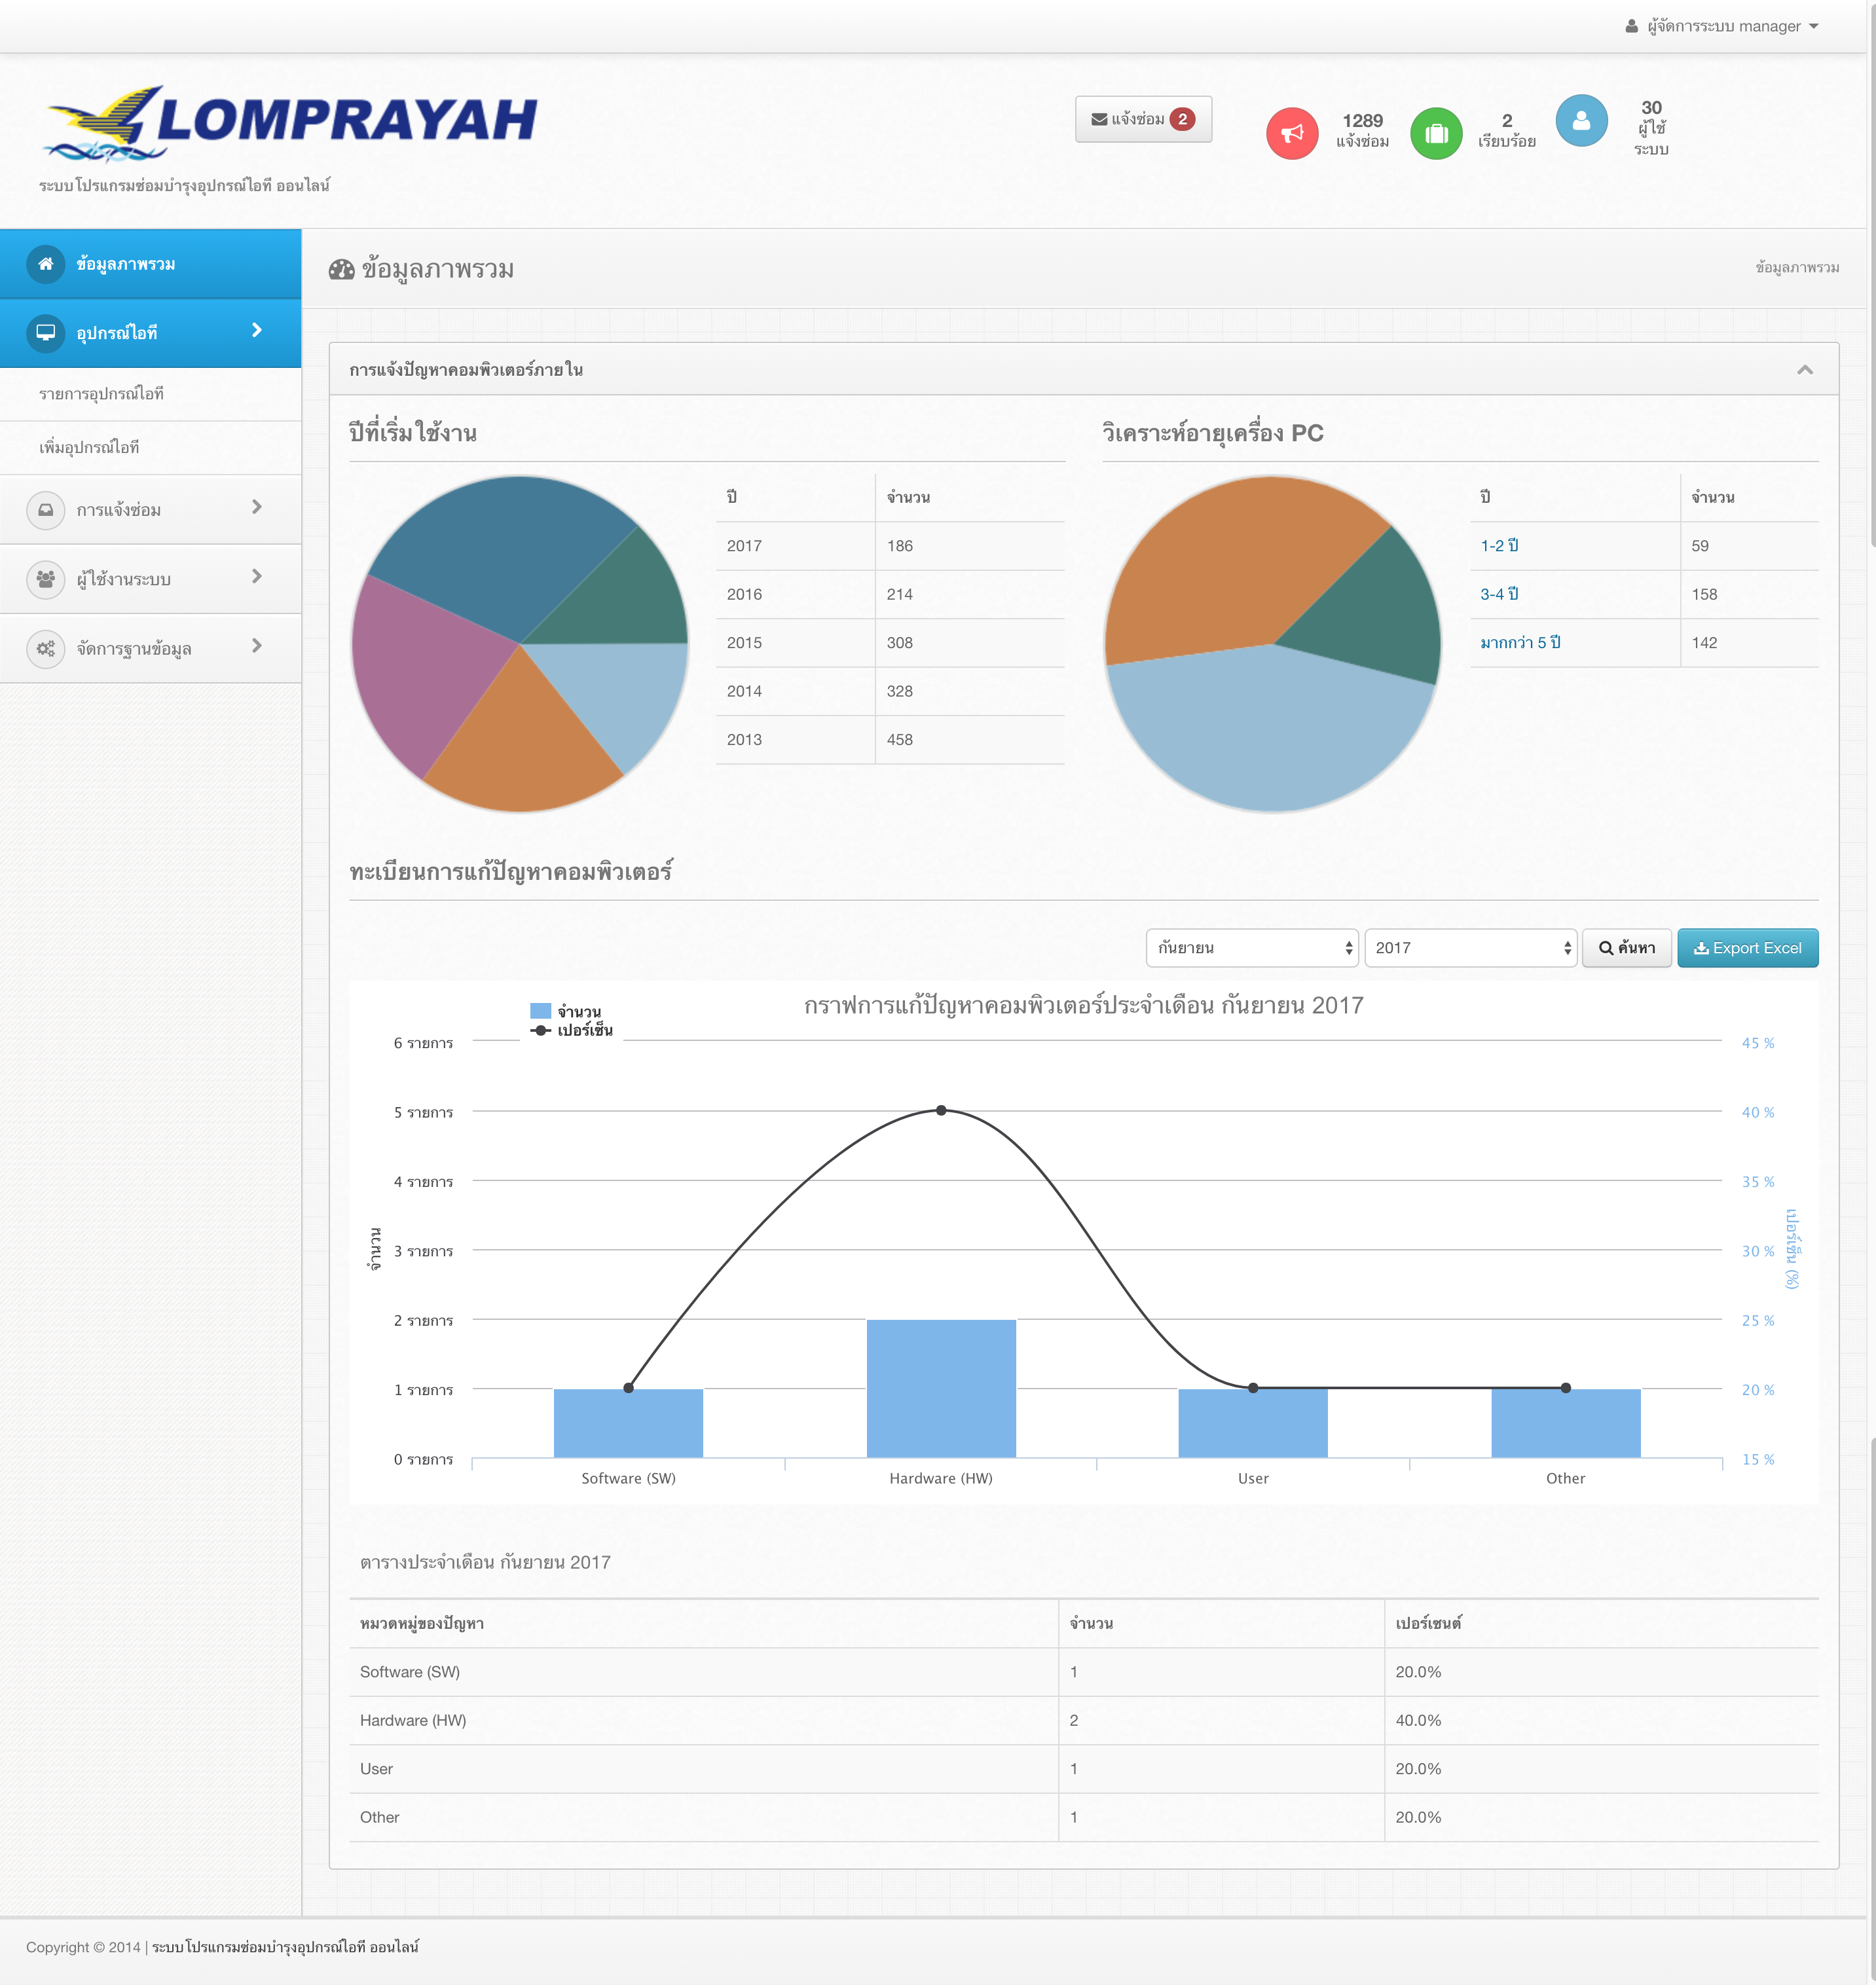 ผู้จัดการระบบ manager
LOMPRAYAH
ระบบโปรแกรมซ่อมบำรุงอุปกรณ์ไอที ออนไลน์
แจ้งซ่อม 2
1289
แจ้งซ่อม
2
เรียบร้อย
30
ผู้ใช้
ระบบ
ข้อมูลภาพรวม
อุปกรณ์ไอที
รายการอุปกรณ์ไอที
เพิ่มอุปกรณ์ไอที
การแจ้งซ่อม
ผู้ใช้งานระบบ
จัดการฐานข้อมูล
ข้อมูลภาพรวม
ข้อมูลภาพรวม
การแจ้งปัญหาคอมพิวเตอร์ภายใน
ปีที่เริ่มใช้งาน
ปี จำนวน
2017 186
2016 214
2015 308
2014 328
2013 458
วิเคราะห์อายุเครื่อง PC
ปี จำนวน
1-2 ปี 59
3-4 ปี 158
มากกว่า 5 ปี 142
ทะเบียนการแก้ปัญหาคอมพิวเตอร์
กันยายน 2017 ค้นหา Export Excel
กราฟการแก้ปัญหาคอมพิวเตอร์ประจำเดือน กันยายน 2017
จำนวน
เปอร์เซ็น
6 รายการ 45 %
5 รายการ 40 %
4 รายการ 35 %
3 รายการ 30 %
2 รายการ 25 %
1 รายการ 20 %
0 รายการ 15 %
จำนวน
เปอร์เซ็น (%)
Software (SW) Hardware (HW) User Other
ตารางประจำเดือน กันยายน 2017
หมวดหมู่ของปัญหา จำนวน เปอร์เซนต์
Software (SW) 1 20.0%
Hardware (HW) 2 40.0%
User 1 20.0%
Other 1 20.0%
Copyright © 2014 | ระบบโปรแกรมซ่อมบำรุงอุปกรณ์ไอที ออนไลน์